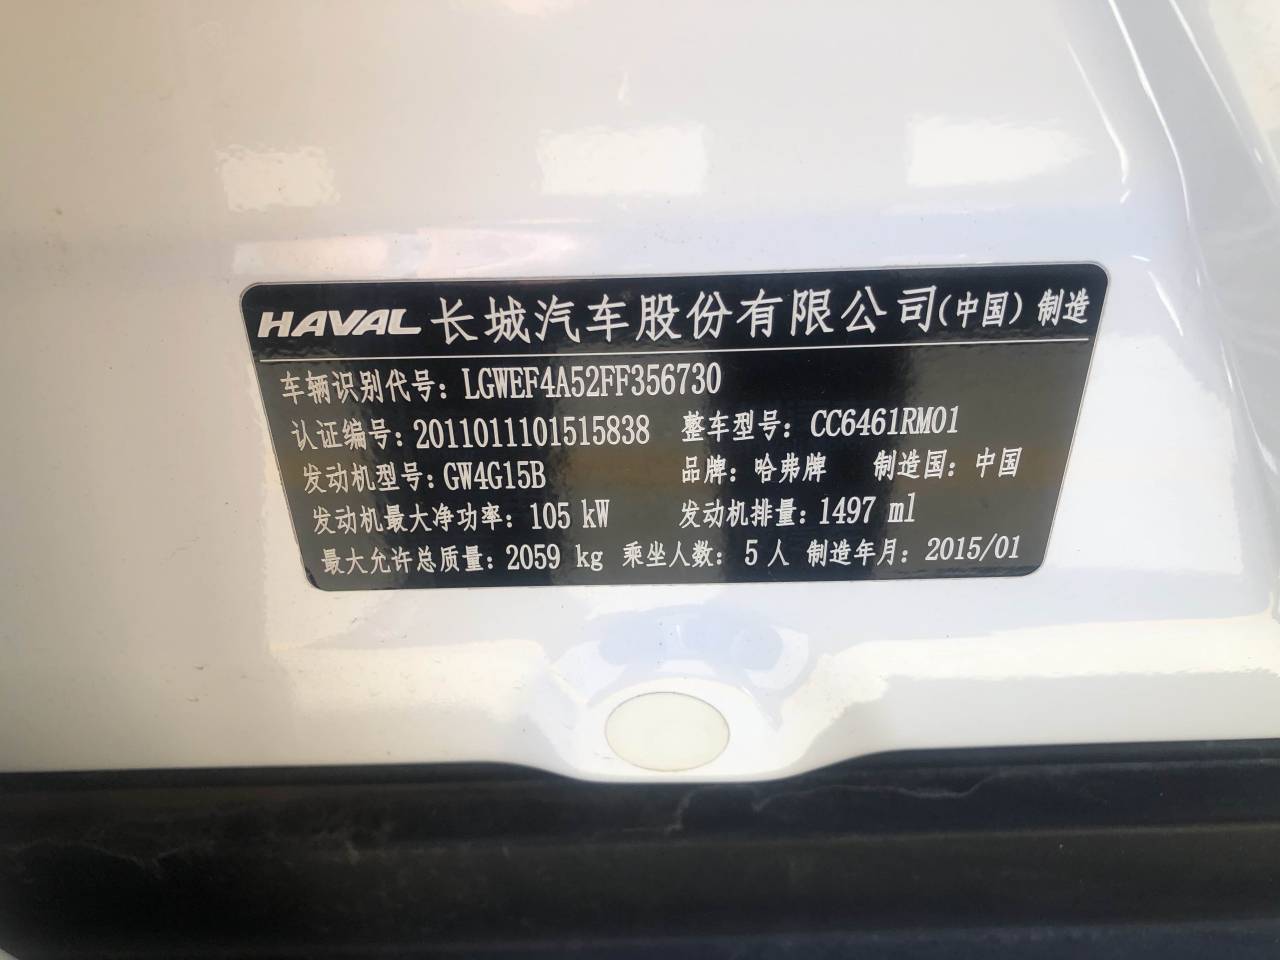 HAVAL 长城汽车股份有限公司(中国)制造
车辆识别代号: LGWEF4A52FF356730
认证编号: 2011011101515838 整车型号: CC6461RM01
发动机型号: GW4G15B 品牌: 哈弗牌 制造国: 中国
发动机最大净功率: 105 kW 发动机排量: 1497 ml
最大允许总质量: 2059 kg 乘坐人数: 5人 制造年月: 2015/01